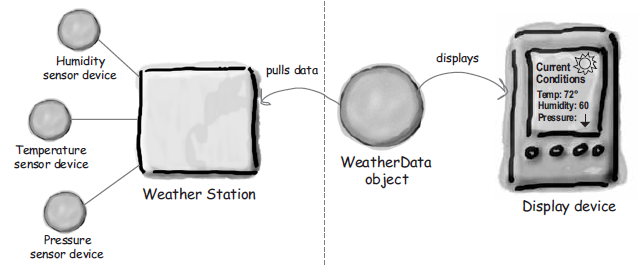 Humidity
sensor device
Temperature
sensor device
Pressure
sensor device
Weather Station
pulls data
WeatherData
object
displays
Current
Conditions
Temp: 72°
Humidity: 60
Pressure:
Display device